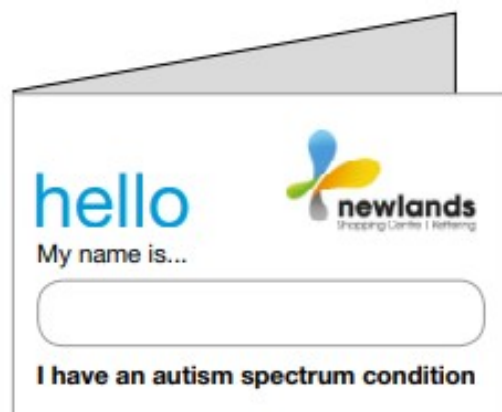 hello
newlands
Shopping Centre | Kettering
My name is...
I have an autism spectrum condition